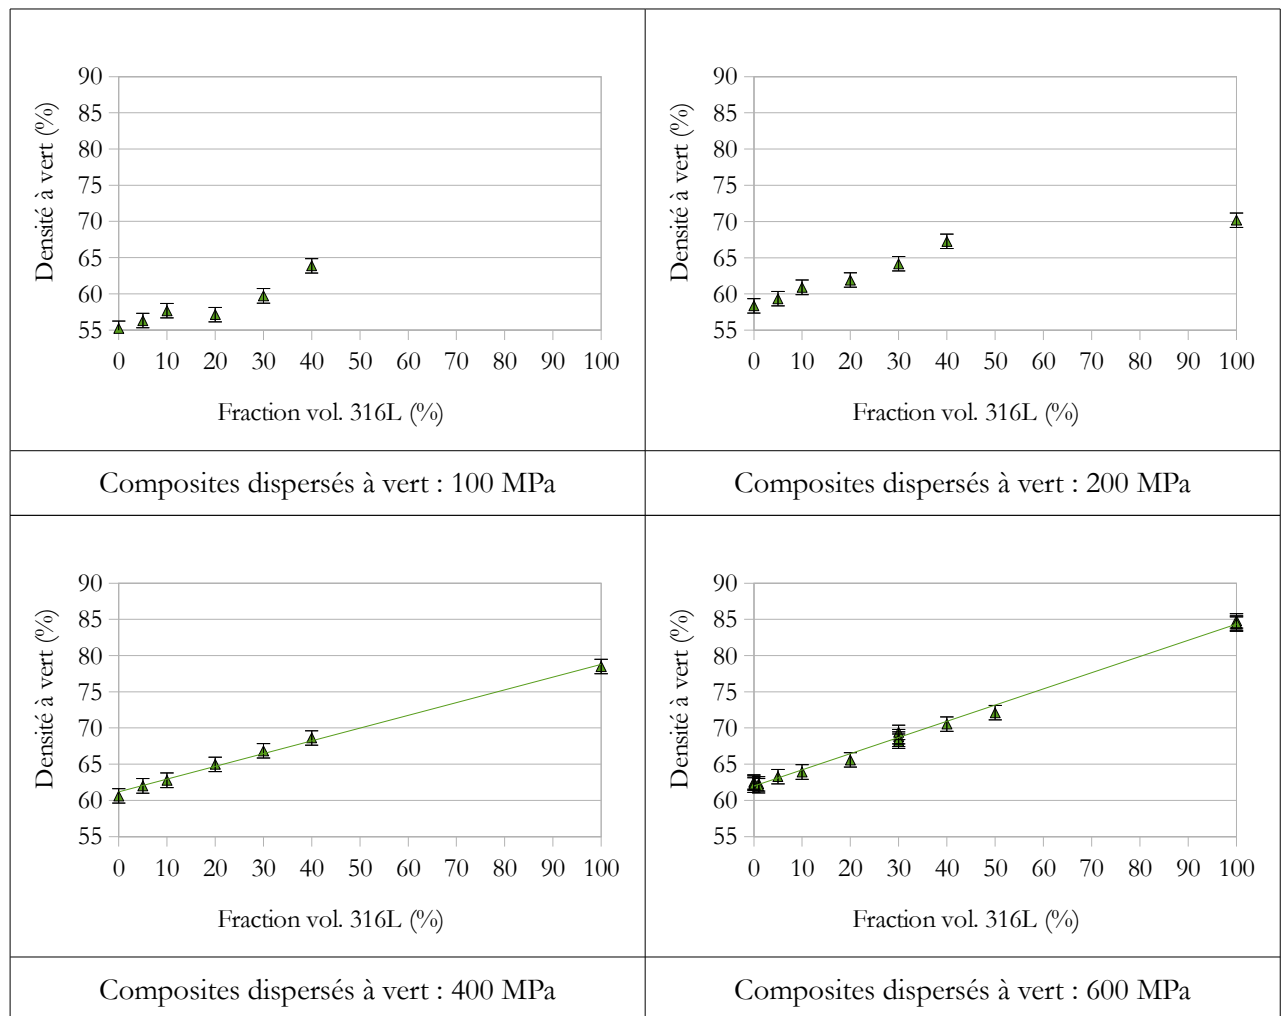 90
85
80
75
70
65
60
55
Densité à vert (%)
0 10 20 30 40 50 60 70 80 90 100
Fraction vol. 316L (%)
Composites dispersés à vert : 100 MPa
90
85
80
75
70
65
60
55
Densité à vert (%)
0 10 20 30 40 50 60 70 80 90 100
Fraction vol. 316L (%)
Composites dispersés à vert : 200 MPa
90
85
80
75
70
65
60
55
Densité à vert (%)
0 10 20 30 40 50 60 70 80 90 100
Fraction vol. 316L (%)
Composites dispersés à vert : 400 MPa
90
85
80
75
70
65
60
55
Densité à vert (%)
0 10 20 30 40 50 60 70 80 90 100
Fraction vol. 316L (%)
Composites dispersés à vert : 600 MPa